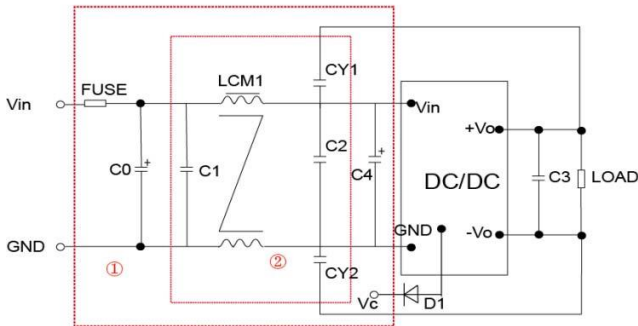 FUSE
LCM1
CY1
Vin
Vin
+Vo
C0
+
C1
C2
+
C4
DC/DC
C3
LOAD
GND
GND
-Vo
①
②
CY2
Vc
D1